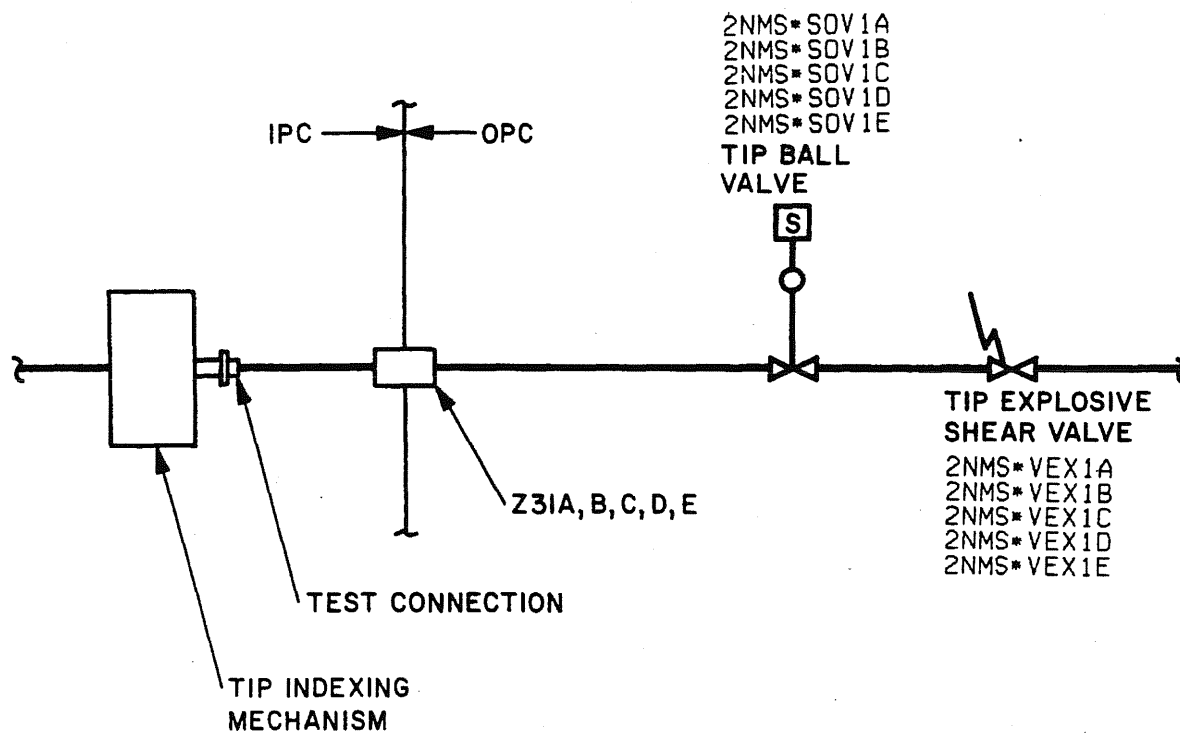 2NMS*SOV1A
2NMS*SOV1B
2NMS*SOV1C
2NMS*SOV1D
2NMS*SOV1E
TIP BALL
VALVE
IPC
OPC
S
TIP EXPLOSIVE
SHEAR VALVE
2NMS*VEX1A
2NMS*VEX1B
2NMS*VEX1C
2NMS*VEX1D
2NMS*VEX1E
Z31A, B, C, D, E
TEST CONNECTION
TIP INDEXING
MECHANISM